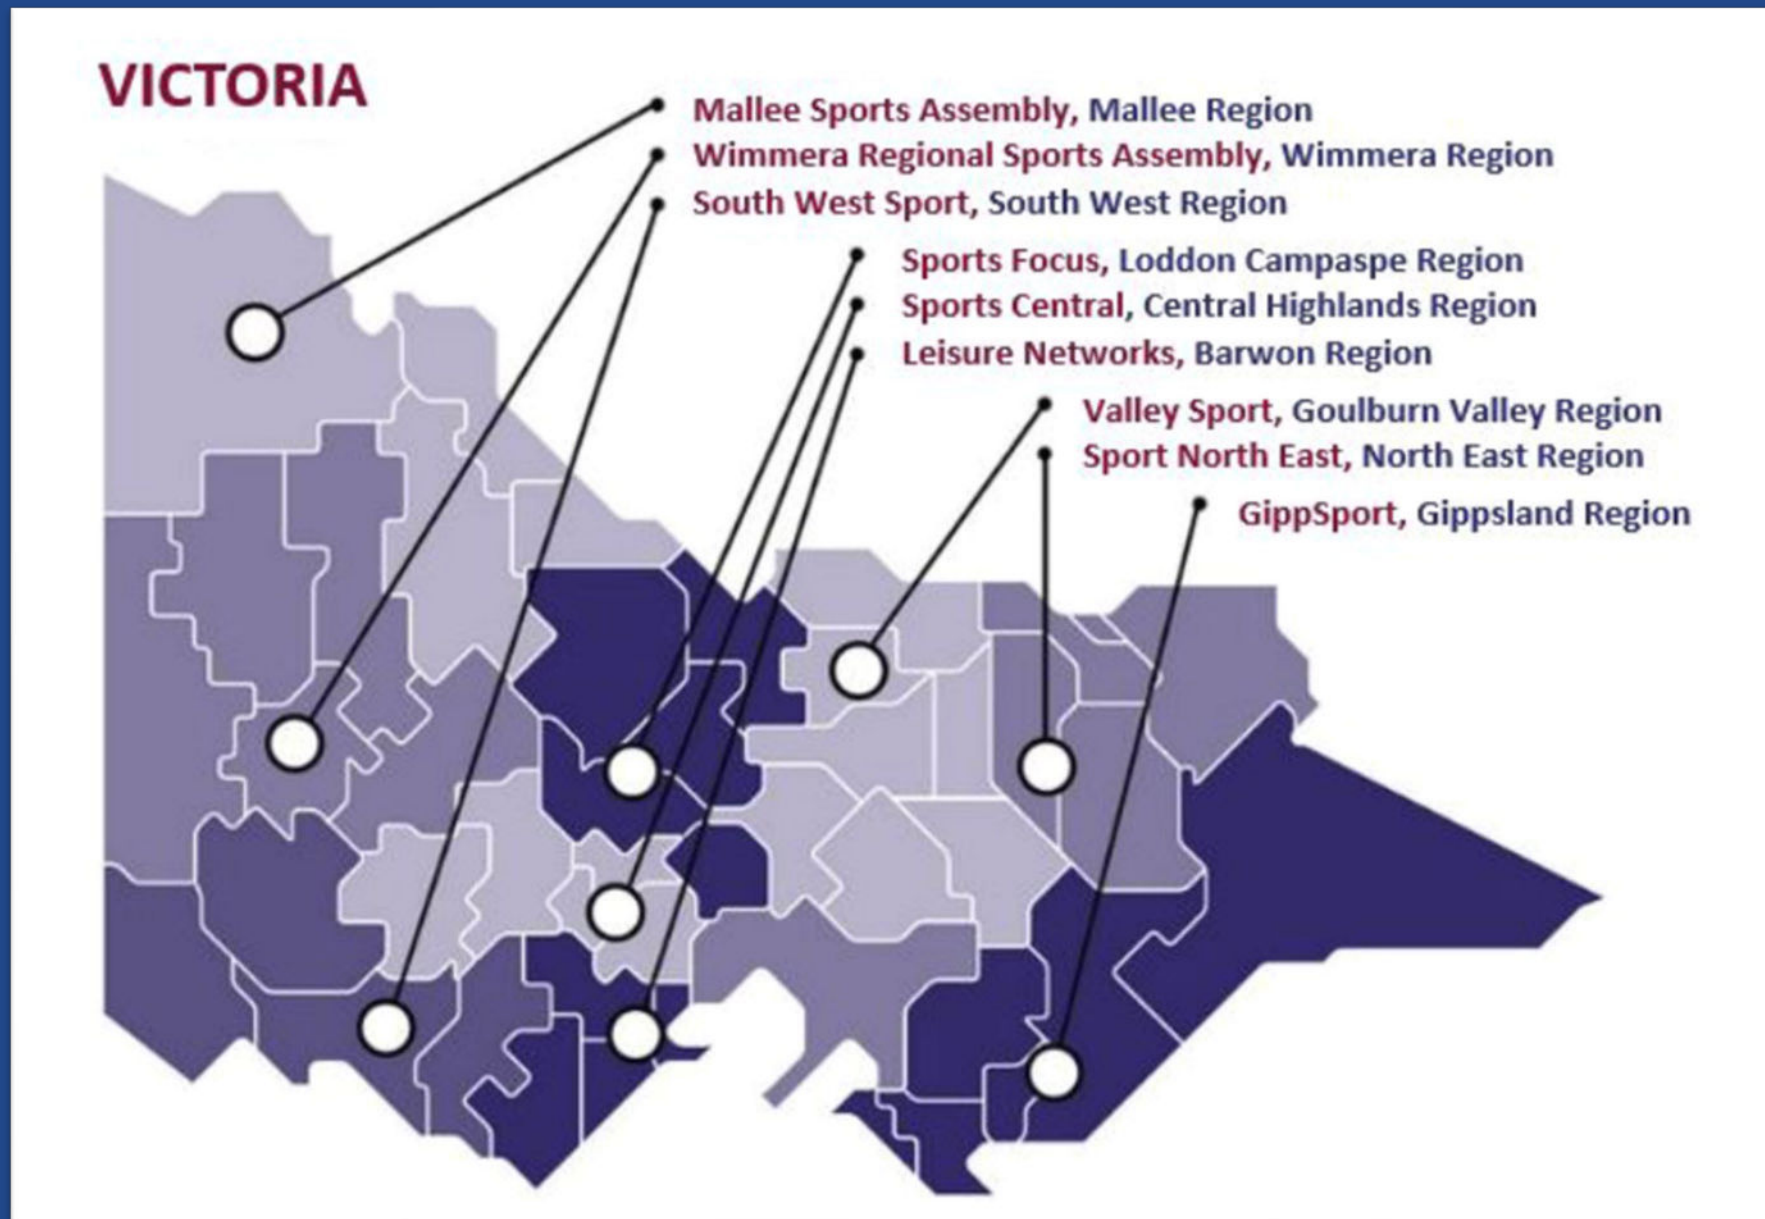 VICTORIA
Mallee Sports Assembly, Mallee Region
Wimmera Regional Sports Assembly, Wimmera Region
South West Sport, South West Region
Sports Focus, Loddon Campaspe Region
Sports Central, Central Highlands Region
Leisure Networks, Barwon Region
Valley Sport, Goulburn Valley Region
Sport North East, North East Region
GippSport, Gippsland Region